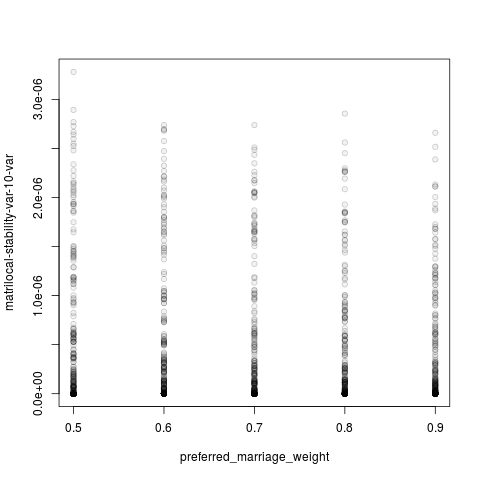 matrilocal-stability-var-10-var
3.0e-06
2.0e-06
1.0e-06
0.0e+00
0.5 0.6 0.7 0.8 0.9
preferred_marriage_weight